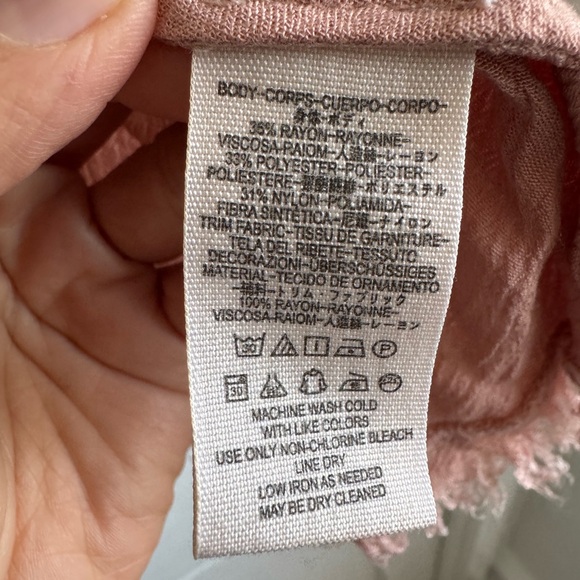 BODY-CORPS-CUERPO-CORPO-
身体-ボディ
36% RAYON-RAYONNE-
VISCOSA-RAIOM-人造絲-レーヨン
33% POLYESTER-POLIESTER-
POLIESTERE-聚酯纖維-ポリエステル
31% NYLON-POLIAMIDA-
FIBRA SINTÉTICA-尼龍-ナイロン
TRIM FABRIC-TISSU DE GARNITURE-
TELA DEL RIBETE-TESSUTO
DECORAZIONI-ÜBERSCHÜSSIGES
MATERIAL-TECIDO DE ORNAMENTO
-トリム・ファブリック
100% RAYON-RAYONNE-
VISCOSA-RAIOM-人造絲-レーヨン
30 P
30
MACHINE WASH COLD
WITH LIKE COLORS
USE ONLY NON-CHLORINE BLEACH
LINE DRY
LOW IRON AS NEEDED
MAY BE DRY CLEANED